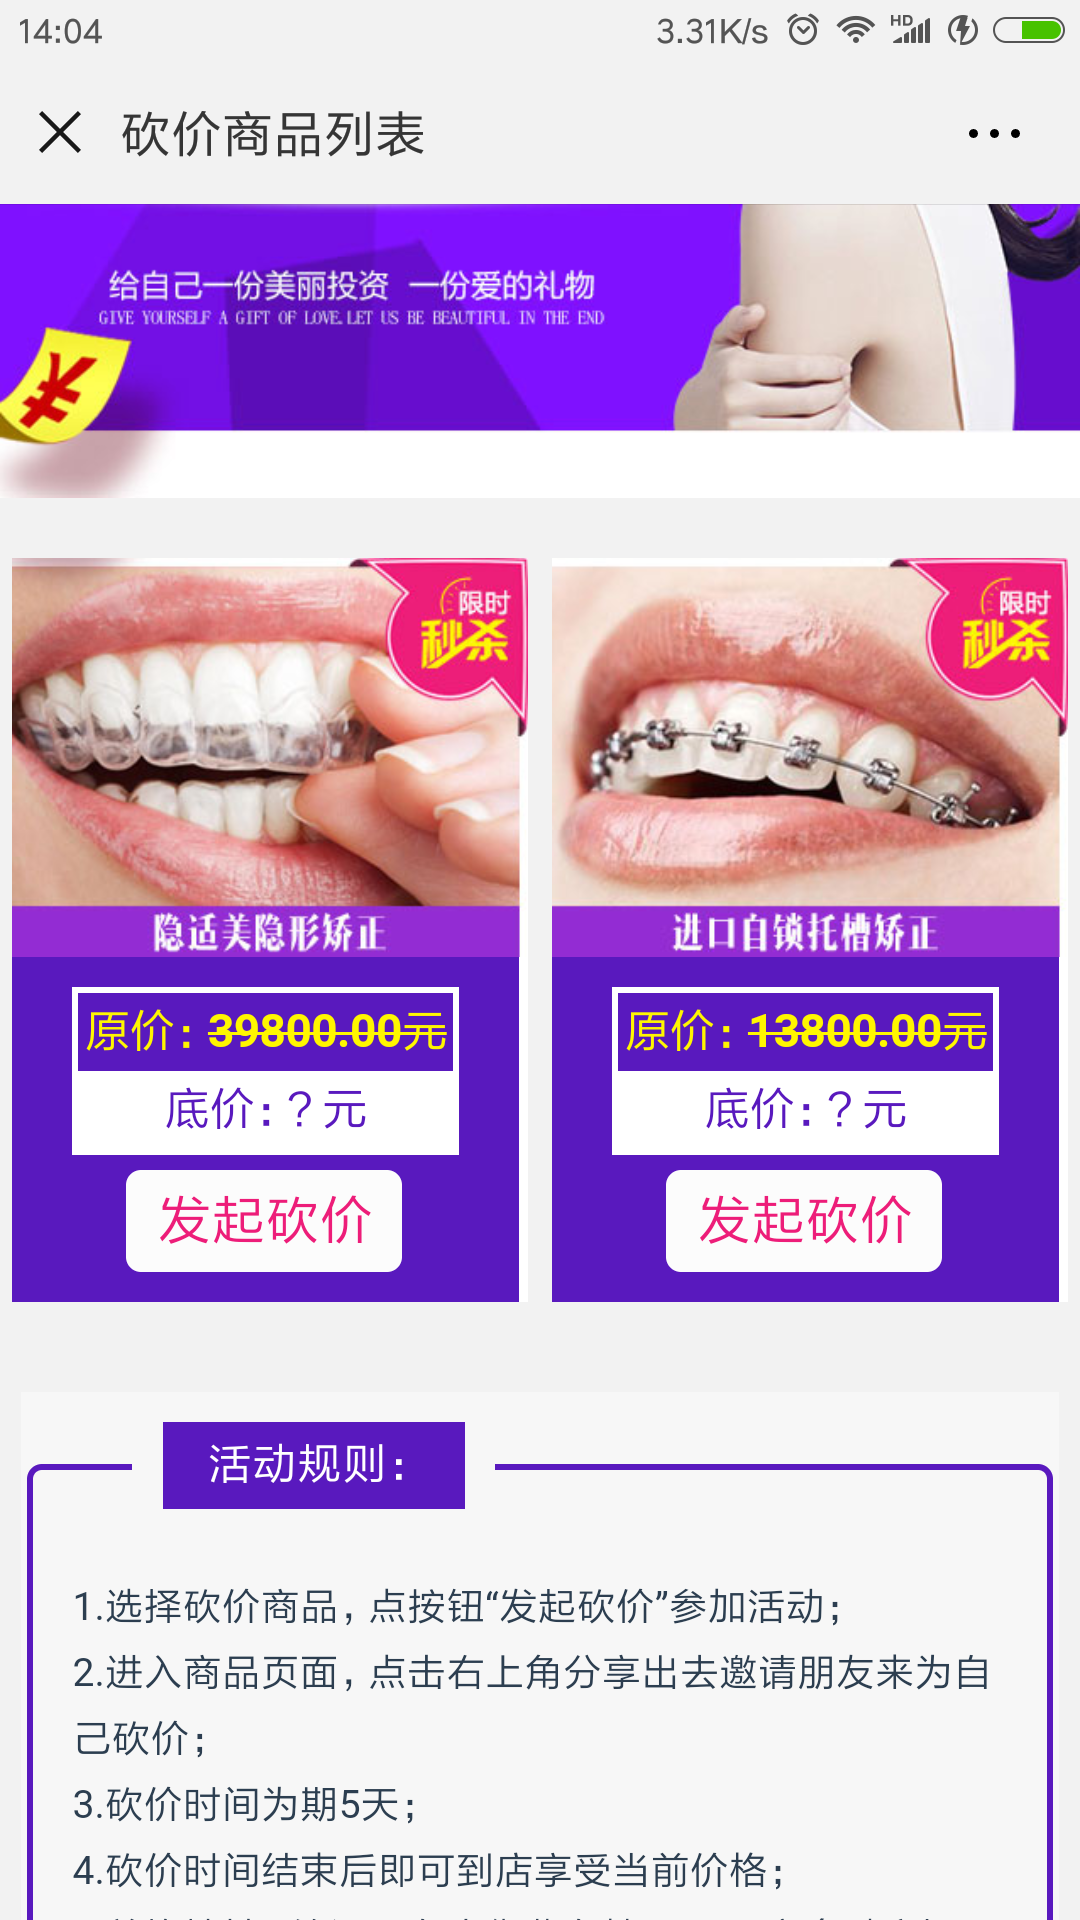 14:04 3.31K/s HD
砍价商品列表
给自己一份美丽投资 一份爱的礼物
GIVE YOURSELF A GIFT OF LOVE.LET US BE BEAUTIFUL IN THE END
¥
限时
秒杀
限时
秒杀
隐适美隐形矫正
进口自锁托槽矫正
原价：39800.00元
原价：13800.00元
底价：？元
底价：？元
发起砍价
发起砍价
活动规则：
1.选择砍价商品，点按钮“发起砍价”参加活动；
2.进入商品页面，点击右上角分享出去邀请朋友来为自
己砍价；
3.砍价时间为期5天；
4.砍价时间结束后即可到店享受当前价格；